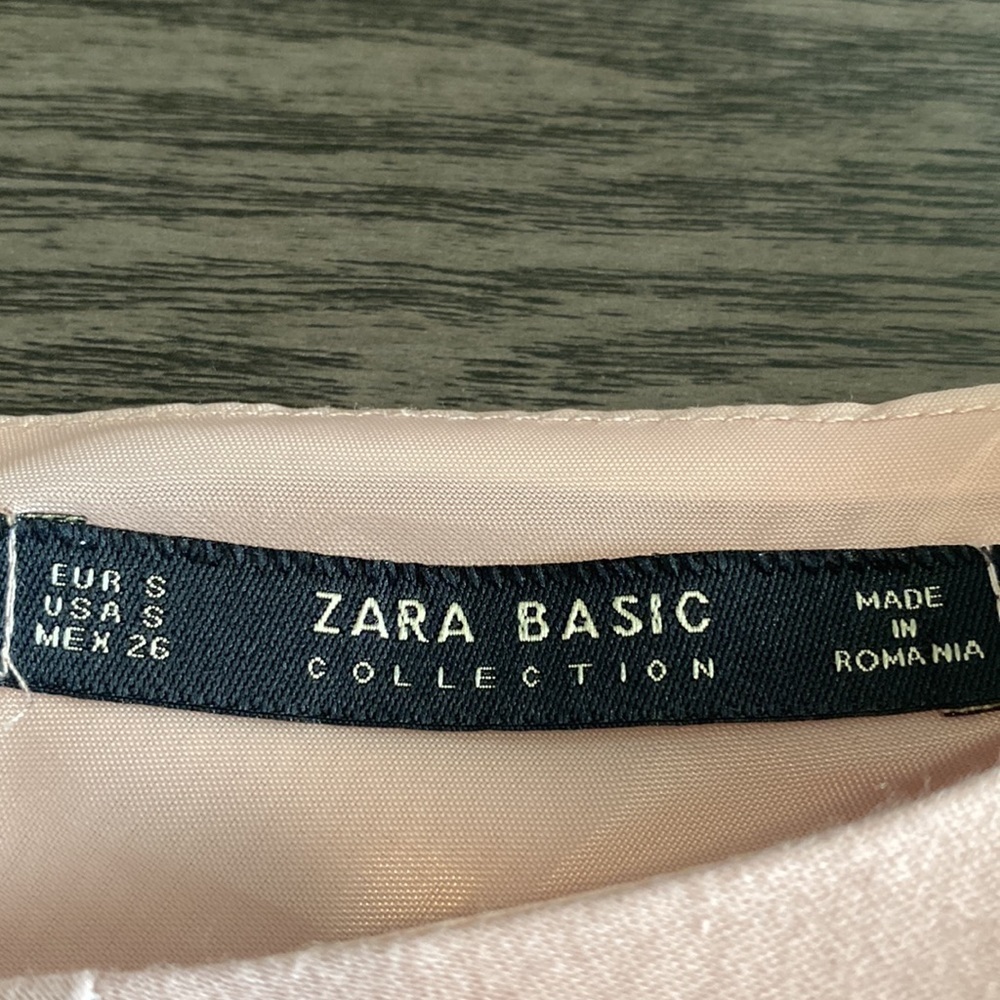 EUR S
USA S
MEX 26
ZARA BASIC
COLLECTION
MADE
IN
ROMANIA